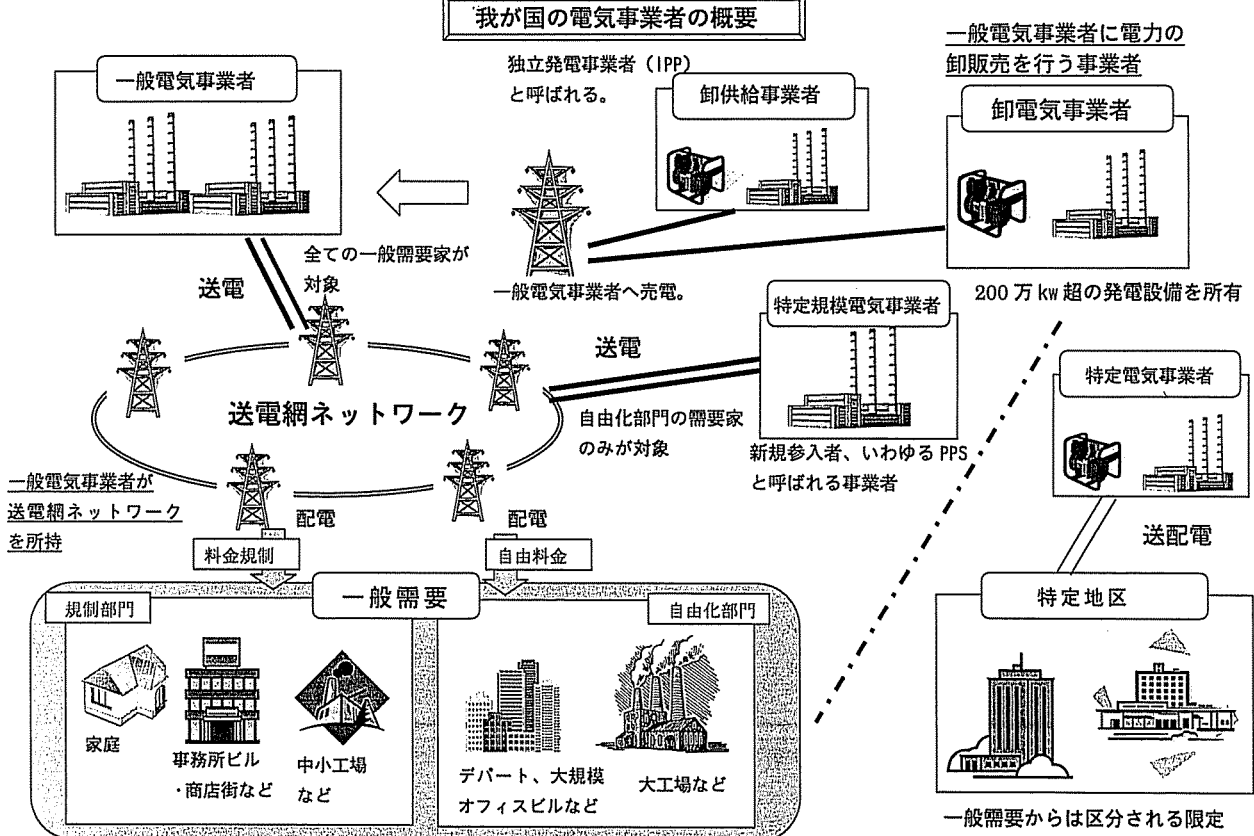 我が国の電気事業者の概要
一般電気事業者
独立発電事業者（IPP）
と呼ばれる。
卸供給事業者
一般電気事業者に電力の
卸販売を行う事業者
卸電気事業者
送電
全ての一般需要家が
対象
一般電気事業者へ売電。
200万kw超の発電設備を所有
特定規模電気事業者
送電
送電網ネットワーク
自由化部門の需要家
のみが対象
新規参入者、いわゆるPPS
と呼ばれる事業者
特定電気事業者
送配電
一般電気事業者が
送電網ネットワーク
を所持
配電
配電
料金規制
自由料金
一般需要
規制部門
自由化部門
家庭
事務所ビル
・商店街など
中小工場
など
デパート、大規模
オフィスビルなど
大工場など
特定地区
一般需要からは区分される限定